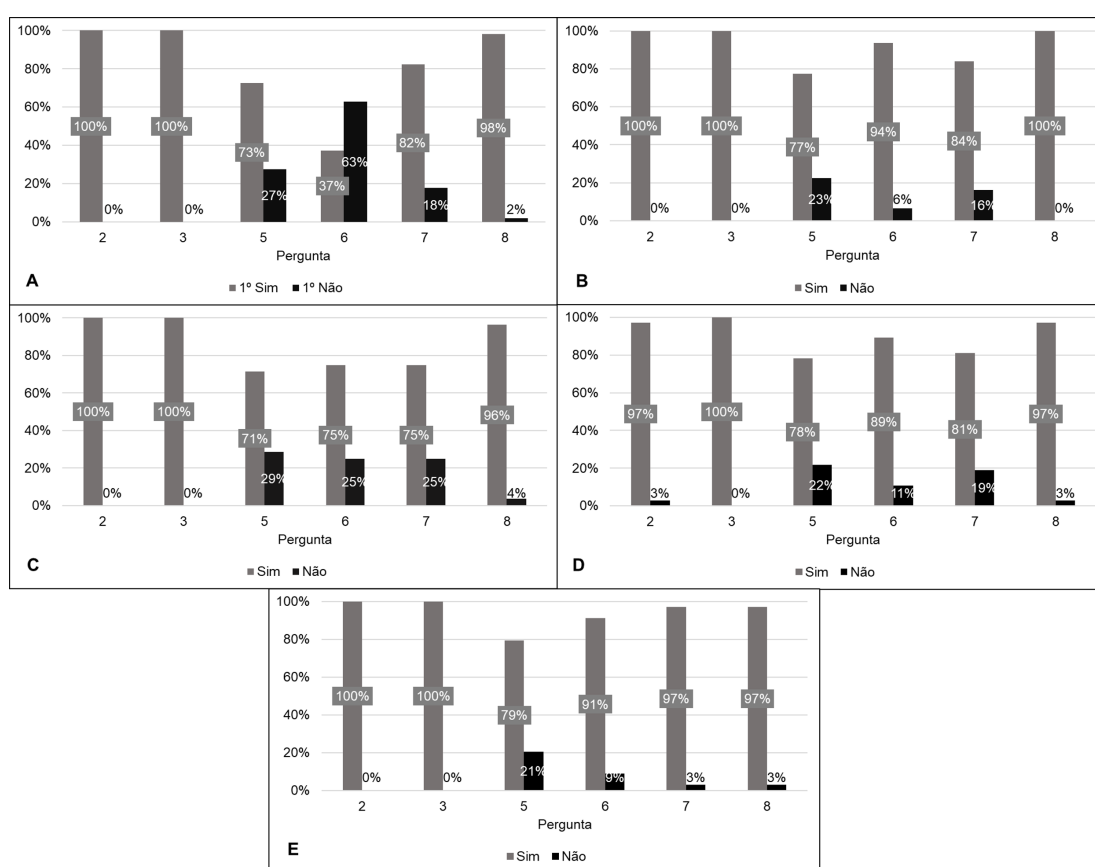 100%
80%
60%
40%
20%
0%
100% 0% 100% 0% 73% 27% 37% 63% 82% 18% 98% 2%
2 3 5 6 7 8
Pergunta
A
1º Sim 1º Não
100%
80%
60%
40%
20%
0%
100% 0% 100% 0% 77% 23% 94% 6% 84% 16% 100% 0%
2 3 5 6 7 8
Pergunta
B
Sim Não
100%
80%
60%
40%
20%
0%
100% 0% 100% 0% 71% 29% 75% 25% 75% 25% 96% 4%
2 3 5 6 7 8
Pergunta
C
Sim Não
100%
80%
60%
40%
20%
0%
97% 3% 100% 0% 78% 22% 89% 11% 81% 19% 97% 3%
2 3 5 6 7 8
Pergunta
D
Sim Não
100%
80%
60%
40%
20%
0%
100% 0% 100% 0% 79% 21% 91% 9% 97% 3% 97% 3%
2 3 5 6 7 8
Pergunta
E
Sim Não